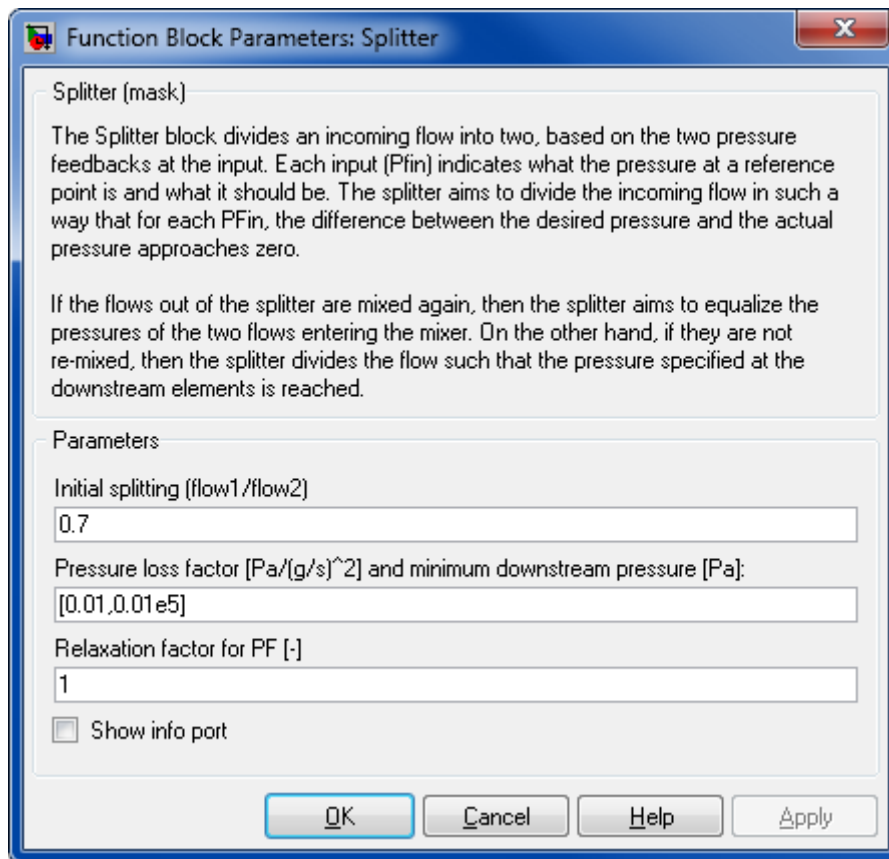 Function Block Parameters: Splitter
Splitter (mask)
The Splitter block divides an incoming flow into two, based on the two pressure
feedbacks at the input. Each input (Pfin) indicates what the pressure at a reference
point is and what it should be. The splitter aims to divide the incoming flow in such a
way that for each PFin, the difference between the desired pressure and the actual
pressure approaches zero.
If the flows out of the splitter are mixed again, then the splitter aims to equalize the
pressures of the two flows entering the mixer. On the other hand, if they are not
re-mixed, then the splitter divides the flow such that the pressure specified at the
downstream elements is reached.
Parameters
Initial splitting (flow1/flow2)
0.7
Pressure loss factor [Pa/(g/s)^2] and minimum downstream pressure [Pa]:
[0.01,0.01e5]
Relaxation factor for PF [-]
1
Show info port
OK Cancel Help Apply